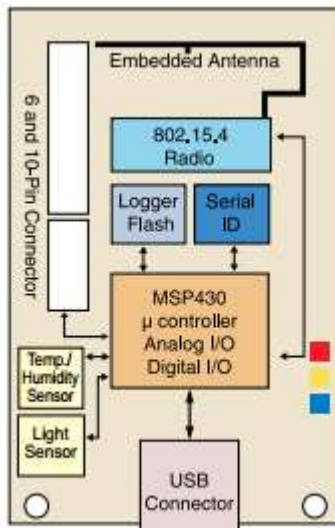 Embedded Antenna
6 and 10-Pin Connector
802.15.4
Radio
Logger
Flash
Serial
ID
MSP430
µ controller
Analog I/O
Digital I/O
Temp./
Humidity
Sensor
Light
Sensor
USB
Connector